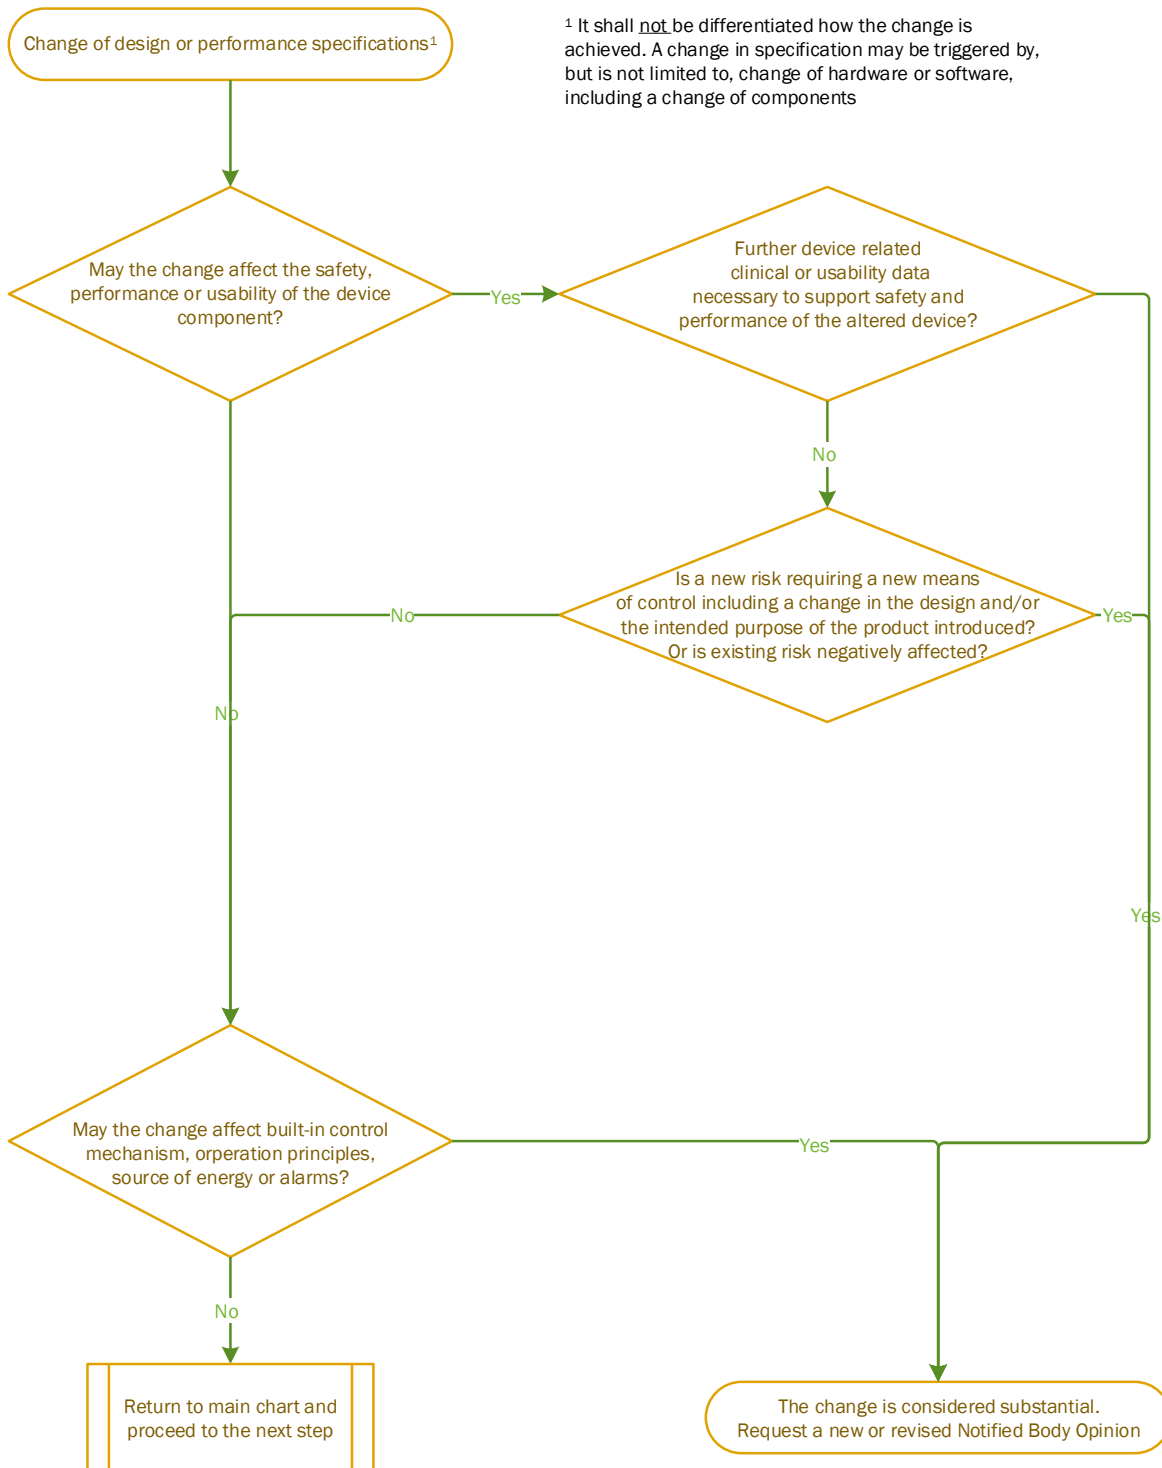 Change of design or performance specifications¹
¹ It shall not be differentiated how the change is
achieved. A change in specification may be triggered by,
but is not limited to, change of hardware or software,
including a change of components
May the change affect the safety,
performance or usability of the device
component?
Yes
Further device related
clinical or usability data
necessary to support safety and
performance of the altered device?
No
Is a new risk requiring a new means
of control including a change in the design and/or
the intended purpose of the product introduced?
Or is existing risk negatively affected?
No
Yes
No
Yes
May the change affect built-in control
mechanism, orperation principles,
source of energy or alarms?
Yes
No
Return to main chart and
proceed to the next step
The change is considered substantial.
Request a new or revised Notified Body Opinion